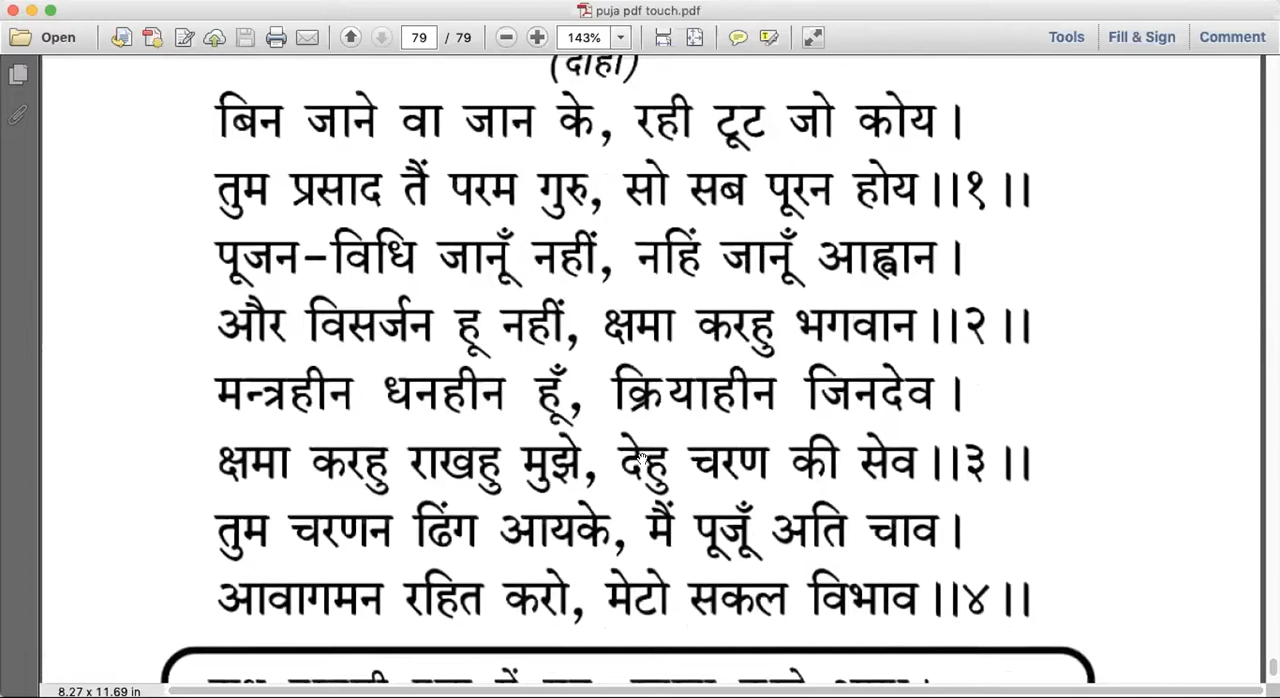 puja pdf touch.pdf
Open 79 / 79 143% Tools Fill & Sign Comment
(दोहा)
बिन जाने वा जान के, रही टूट जो कोय।
तुम प्रसाद तैं परम गुरु, सो सब पूरन होय।।१।।
पूजन-विधि जानूँ नहीं, नहिं जानूँ आह्वान।
और विसर्जन हू नहीं, क्षमा करहु भगवान।।२।।
मन्त्रहीन धनहीन हूँ, क्रियाहीन जिनदेव।
क्षमा करहु राखहु मुझे, देहु चरण की सेव।।३।।
तुम चरणन ढिंग आयके, मैं पूजूँ अति चाव।
आवागमन रहित करो, मेटो सकल विभाव।।४।।
8.27 x 11.69 in